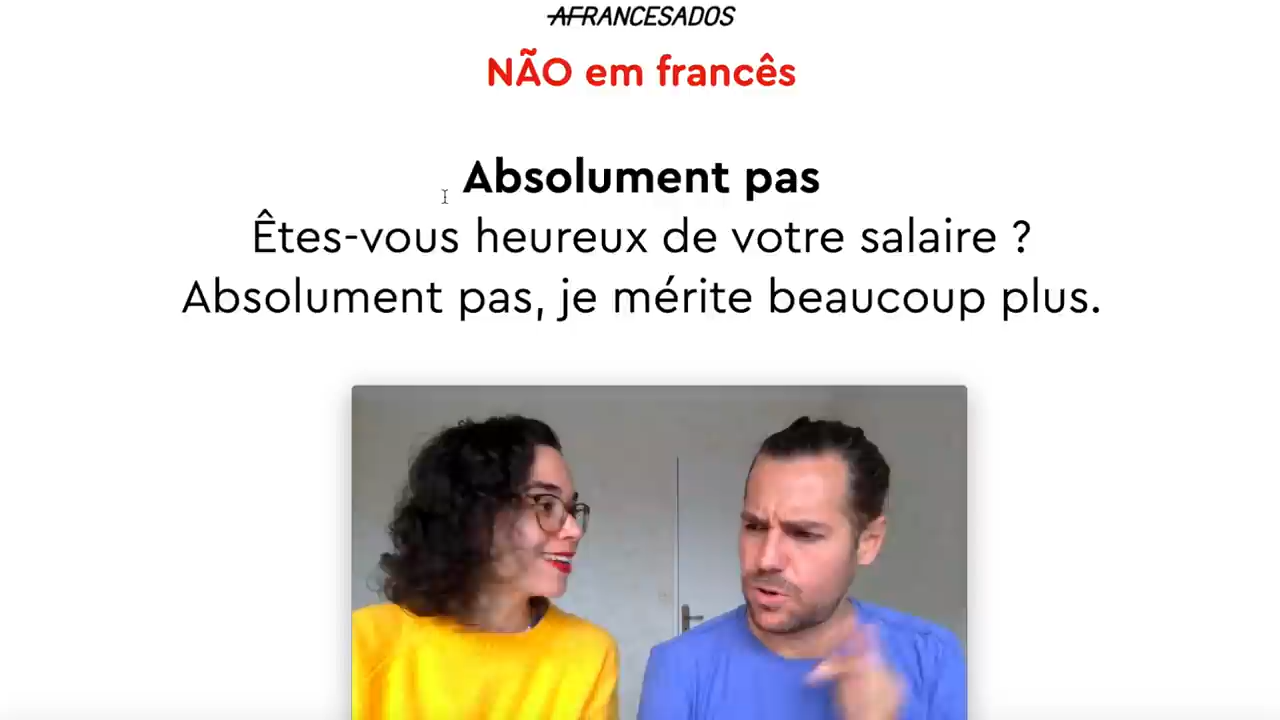 AFRANCESADOS
NÃO em francês
Absolument pas
Êtes-vous heureux de votre salaire ?
Absolument pas, je mérite beaucoup plus.